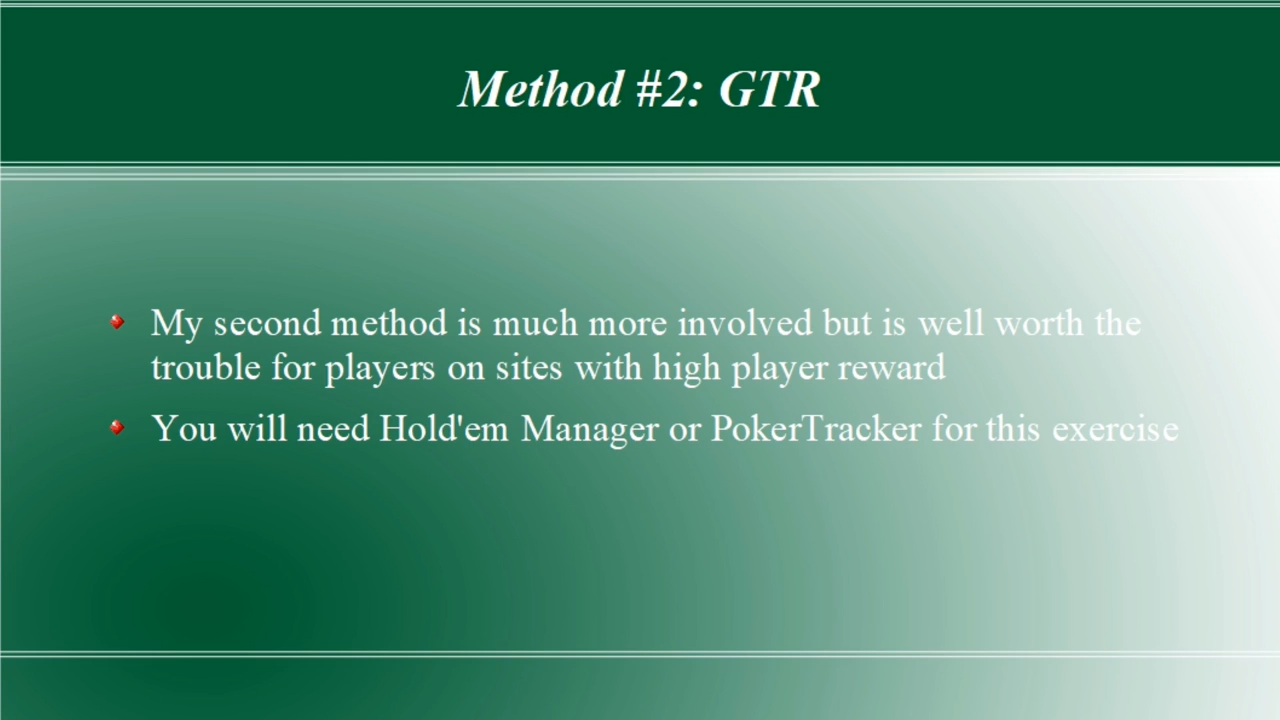 Method #2: GTR
My second method is much more involved but is well worth the
trouble for players on sites with high player reward
You will need Hold'em Manager or PokerTracker for this exercise